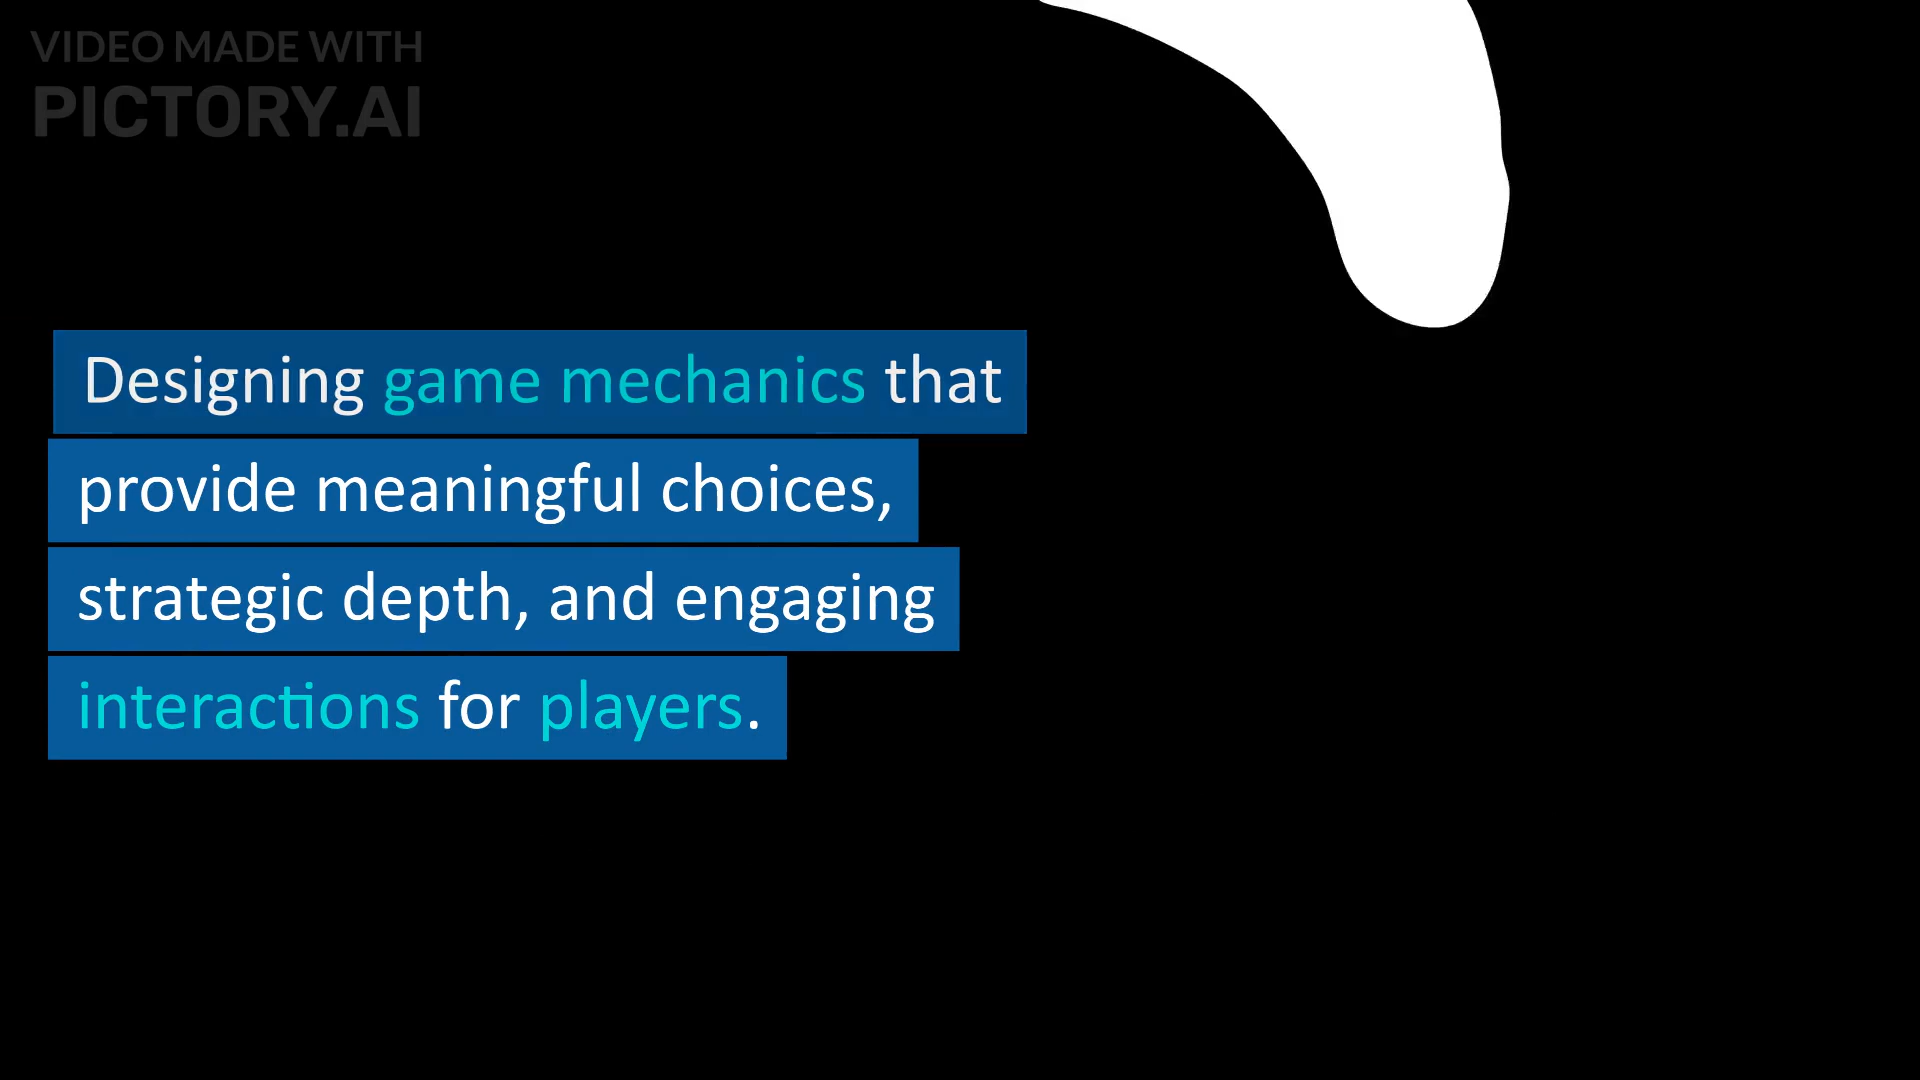 VIDEO MADE WITH
PICTORY.AI
Designing game mechanics that
provide meaningful choices,
strategic depth, and engaging
interactions for players.